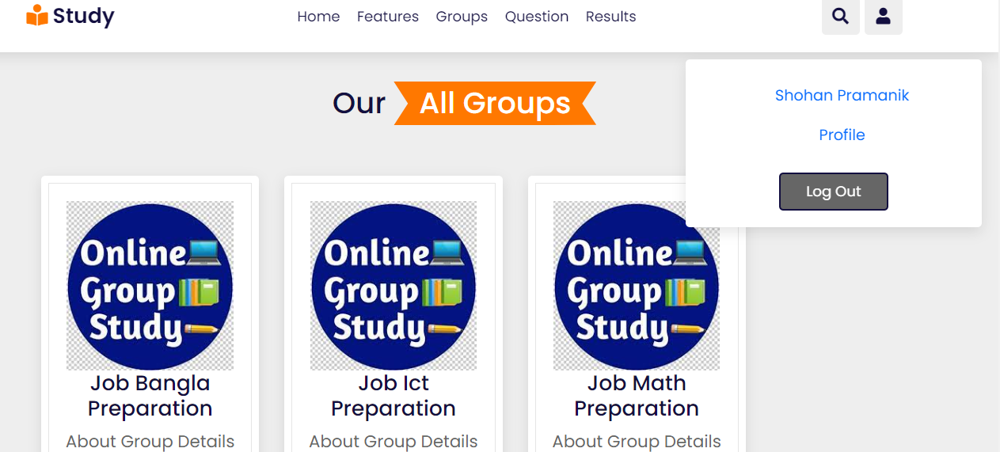 Study
Home Features Groups Question Results
Our All Groups
Shohan Pramanik
Profile
Log Out
Online
Group
Study
Job Bangla
Preparation
About Group Details
Online
Group
Study
Job Ict
Preparation
About Group Details
Online
Group
Study
Job Math
Preparation
About Group Details